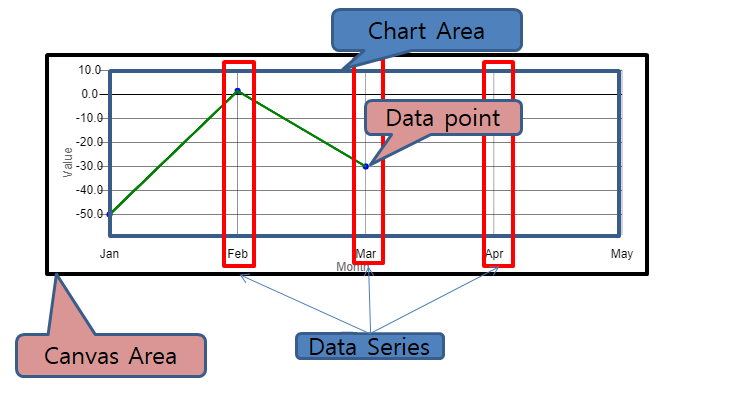 Chart Area
10.0
0.0
-10.0
-20.0
-30.0
-40.0
-50.0
Value
Data point
Jan
Feb
Mar
Apr
May
Month
Canvas Area
Data Series